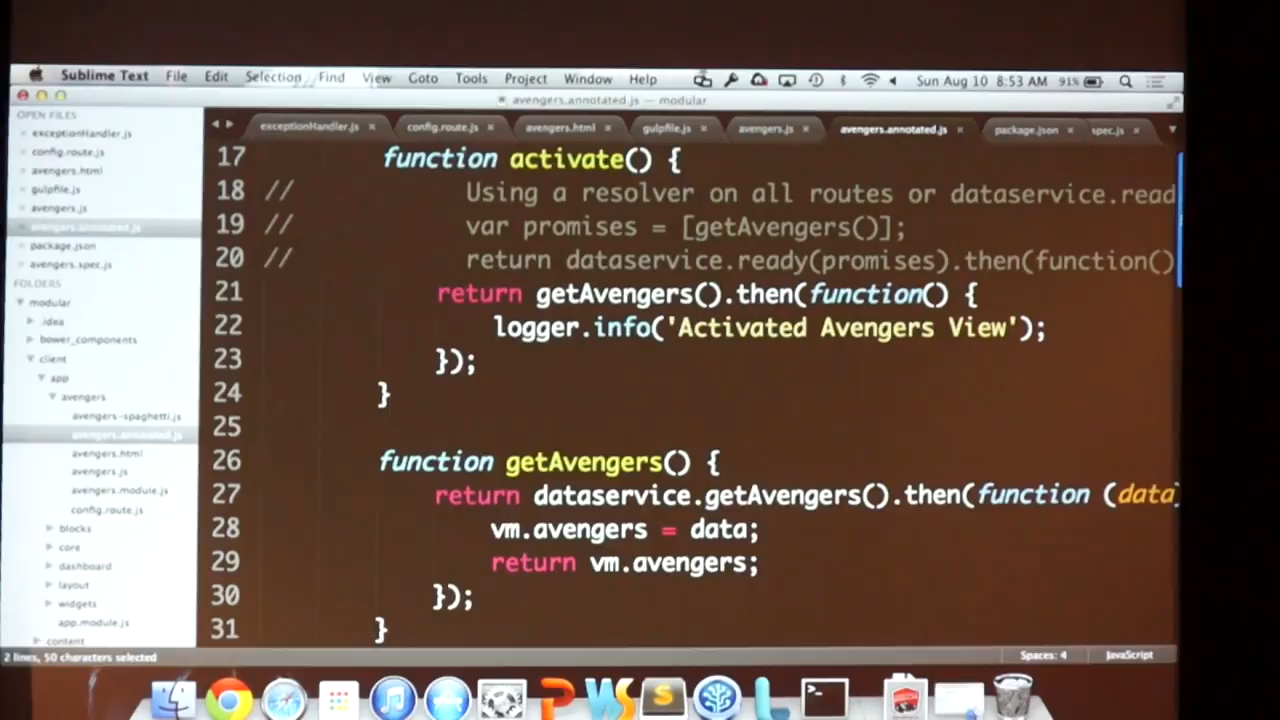 Sublime Text File Edit Selection Find View Goto Tools Project Window Help Sun Aug 10 8:53 AM 91%
avengers.annotated.js — modular
OPEN FILES
exceptionHandler.js
config.route.js
avengers.html
gulpfile.js
avengers.js
avengers.annotated.js
package.json
avengers.spec.js
FOLDERS
modular
.idea
bower_components
client
app
avengers
avengers-spaghetti.js
avengers.annotated.js
avengers.html
avengers.js
avengers.module.js
config.route.js
blocks
core
dashboard
layout
widgets
app.module.js
content
exceptionHandler.js × config.route.js × avengers.html × gulpfile.js × avengers.js × avengers.annotated.js × package.json × spec.js ×
17 function activate() {
18 // Using a resolver on all routes or dataservice.read
19 // var promises = [getAvengers()];
20 // return dataservice.ready(promises).then(function()
21 return getAvengers().then(function() {
22 logger.info('Activated Avengers View');
23 });
24 }
25
26 function getAvengers() {
27 return dataservice.getAvengers().then(function (data)
28 vm.avengers = data;
29 return vm.avengers;
30 });
31 }
2 lines, 50 characters selected Spaces: 4 JavaScript